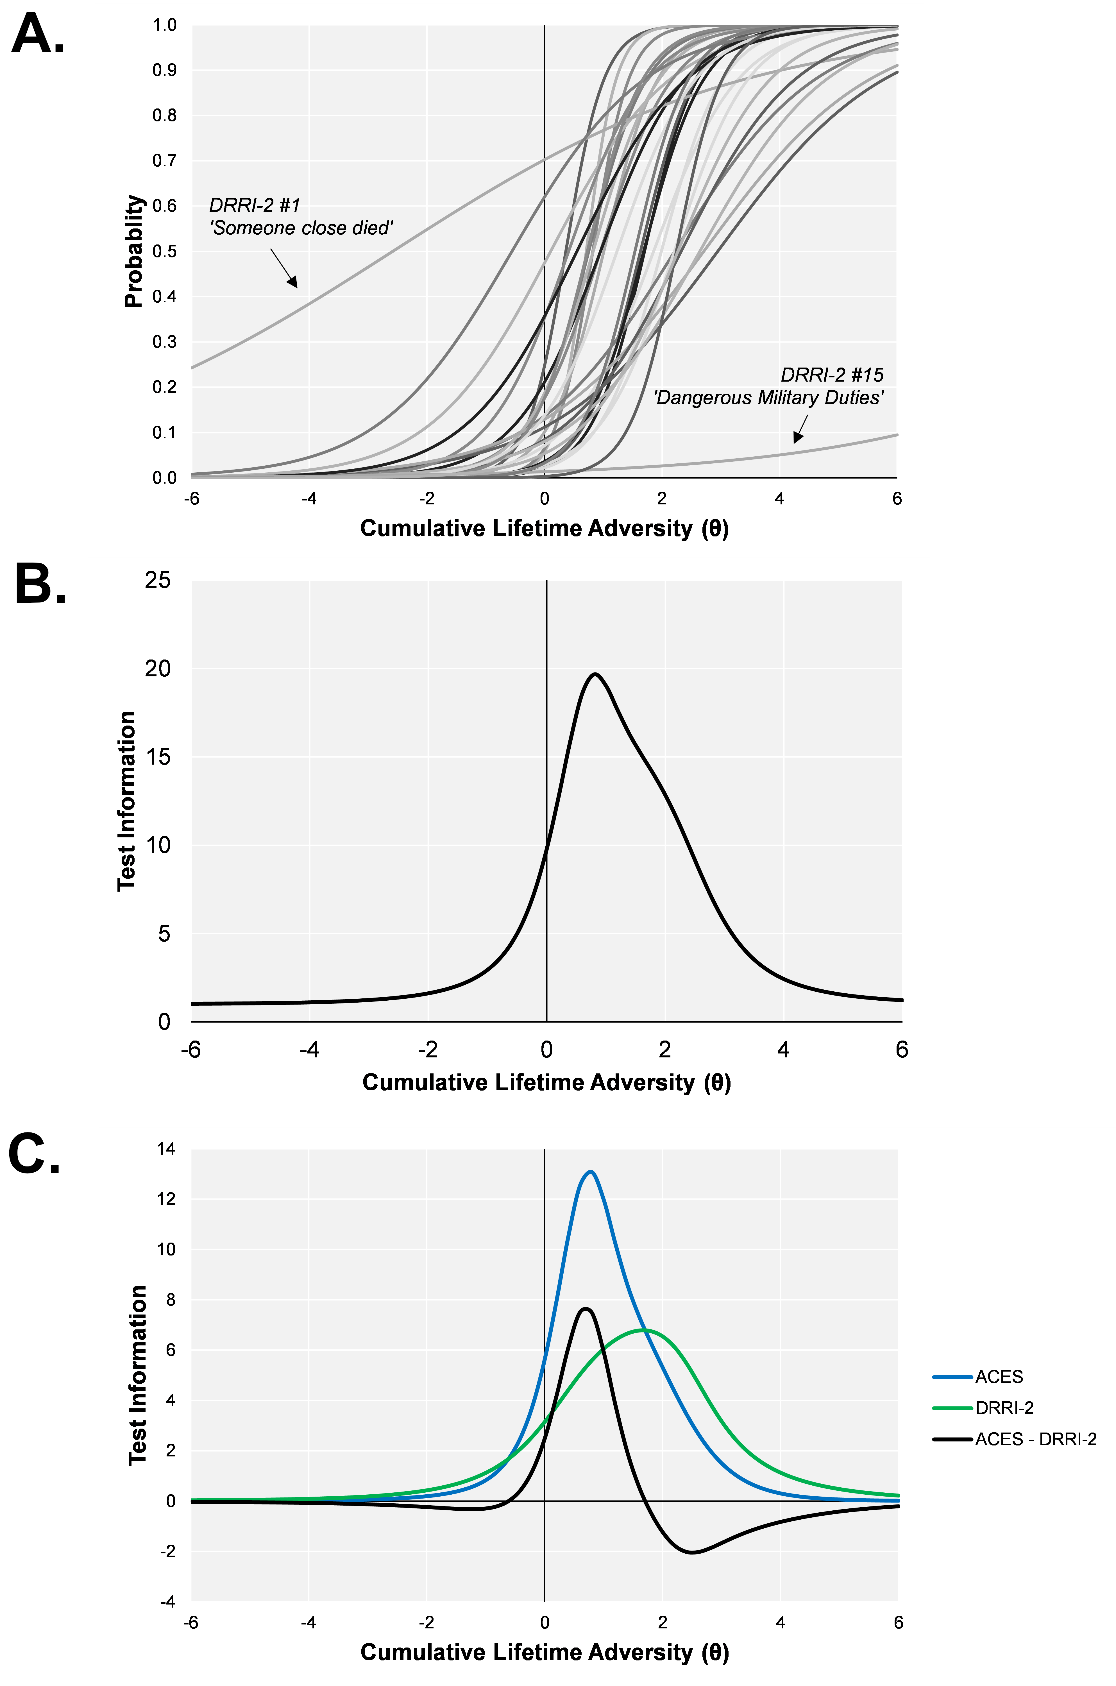 A.
1.0
0.9
0.8
0.7
0.6
0.5
0.4
0.3
0.2
0.1
0.0
Probablity
DRRI-2 #1
'Someone close died'
DRRI-2 #15
'Dangerous Military Duties'
-6 -4 -2 0 2 4 6
Cumulative Lifetime Adversity (θ)
B.
25
20
15
10
5
0
Test Information
-6 -4 -2 0 2 4 6
Cumulative Lifetime Adversity (θ)
C.
14
12
10
8
6
4
2
0
-2
-4
Test Information
-6 -4 -2 0 2 4 6
Cumulative Lifetime Adversity (θ)
ACES
DRRI-2
ACES - DRRI-2